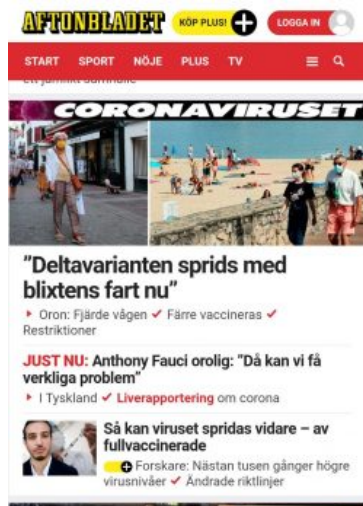 AFTONBLADET
KÖP PLUS!
LOGGA IN
START SPORT NÖJE PLUS TV
CORONAVIRUSET
”Deltavarianten sprids med
blixtens fart nu”
Oron: Fjärde vågen ✔ Färre vaccineras ✔
Restriktioner
JUST NU: Anthony Fauci orolig: ”Då kan vi få
verkliga problem”
I Tyskland ✔ Liverapportering om corona
Så kan viruset spridas vidare – av
fullvaccinerade
Forskare: Nästan tusen gånger högre
virusnivåer ✔ Ändrade riktlinjer